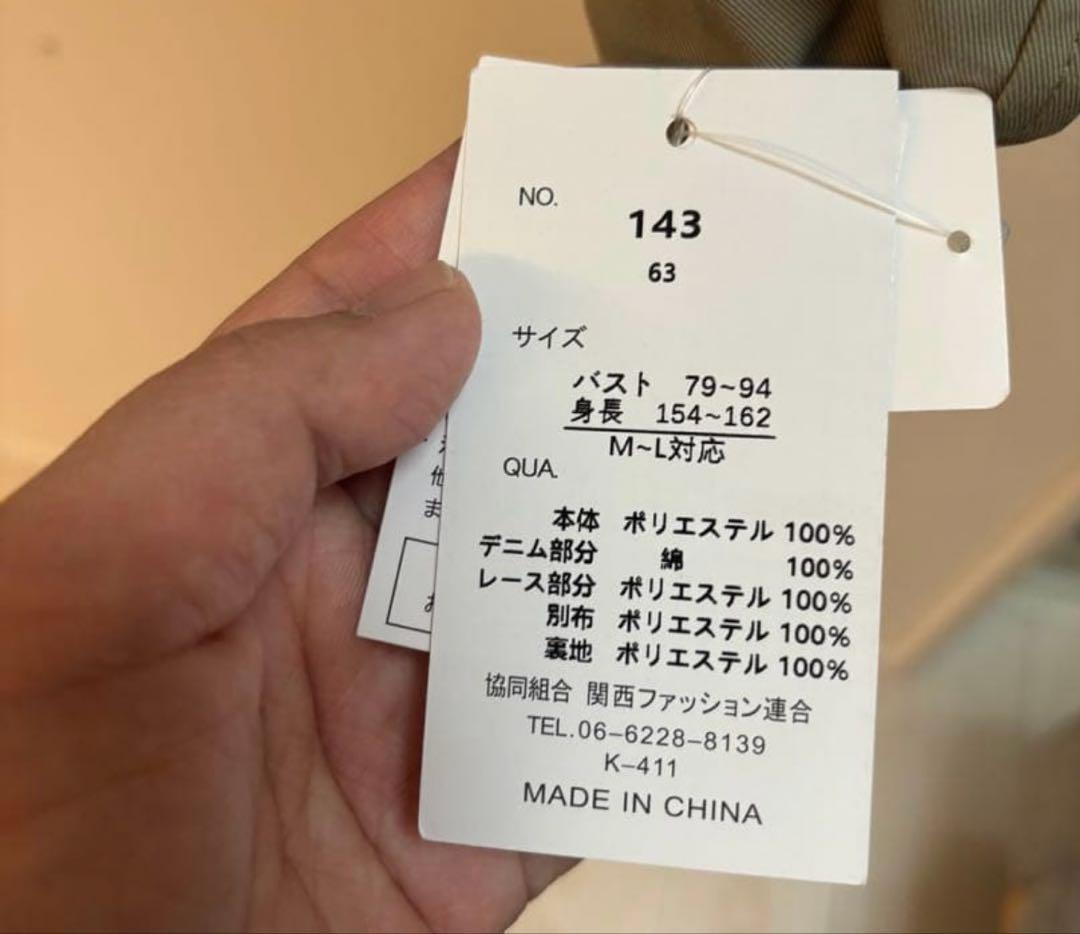 NO.
143
63
サイズ
バスト 79~94
身長 154~162
M~L対応
QUA.
本体 ポリエステル 100%
デニム部分 綿 100%
レース部分 ポリエステル 100%
別布 ポリエステル 100%
裏地 ポリエステル 100%
協同組合 関西ファッション連合
TEL.06-6228-8139
K-411
MADE IN CHINA
他
ま
お